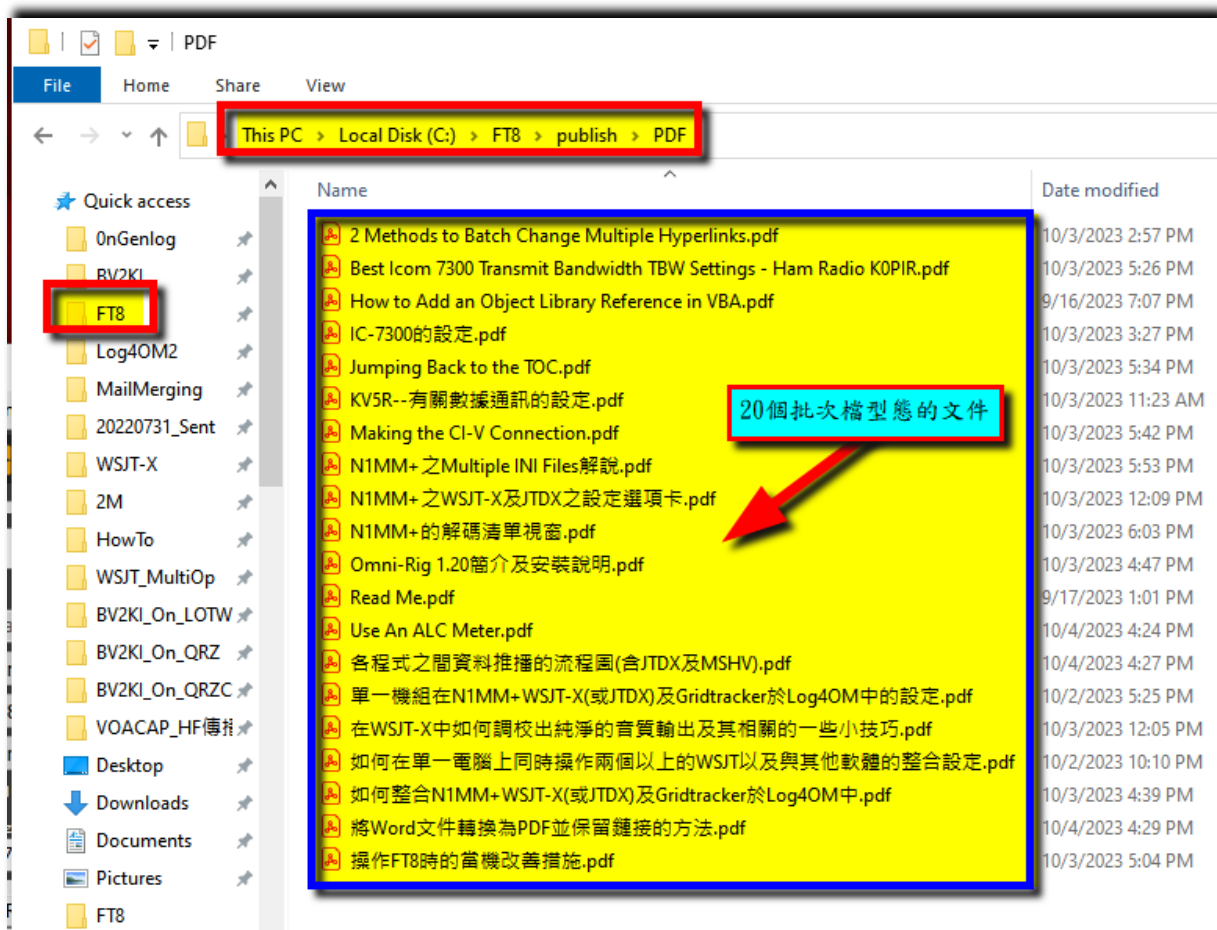 PDF
File Home Share View
This PC > Local Disk (C:) > FT8 > publish > PDF
Quick access
0nGenlog
BV2KI
FT8
Log4OM2
MailMerging
20220731_Sent
WSJT-X
2M
HowTo
WSJT_MultiOp
BV2KI_On_LOTW
BV2KI_On_QRZ
BV2KI_On_QRZC
VOACAP_HF傳播
Desktop
Downloads
Documents
Pictures
FT8
Name Date modified
2 Methods to Batch Change Multiple Hyperlinks.pdf 10/3/2023 2:57 PM
Best Icom 7300 Transmit Bandwidth TBW Settings - Ham Radio K0PIR.pdf 10/3/2023 5:26 PM
How to Add an Object Library Reference in VBA.pdf 9/16/2023 7:07 PM
IC-7300的設定.pdf 10/3/2023 3:27 PM
Jumping Back to the TOC.pdf 10/3/2023 5:34 PM
KV5R--有關數據通訊的設定.pdf 10/3/2023 11:23 AM
Making the CI-V Connection.pdf 10/3/2023 5:42 PM
N1MM+之Multiple INI Files解說.pdf 10/3/2023 5:53 PM
N1MM+之WSJT-X及JTDX之設定選項卡.pdf 10/3/2023 12:09 PM
N1MM+的解碼清單視窗.pdf 10/3/2023 6:03 PM
Omni-Rig 1.20簡介及安裝說明.pdf 10/3/2023 4:47 PM
Read Me.pdf 9/17/2023 1:01 PM
Use An ALC Meter.pdf 10/4/2023 4:24 PM
各程式之間資料推播的流程圖(含JTDX及MSHV).pdf 10/4/2023 4:27 PM
單一機組在N1MM+WSJT-X(或JTDX)及Gridtracker於Log4OM中的設定.pdf 10/2/2023 5:25 PM
在WSJT-X中如何調校出純淨的音質輸出及其相關的一些小技巧.pdf 10/3/2023 12:05 PM
如何在單一電腦上同時操作兩個以上的WSJT以及與其他軟體的整合設定.pdf 10/2/2023 10:10 PM
如何整合N1MM+WSJT-X(或JTDX)及Gridtracker於Log4OM中.pdf 10/3/2023 4:39 PM
將Word文件轉換為PDF並保留鏈接的方法.pdf 10/4/2023 4:29 PM
操作FT8時的當機改善措施.pdf 10/3/2023 5:04 PM
20個批次檔型態的文件